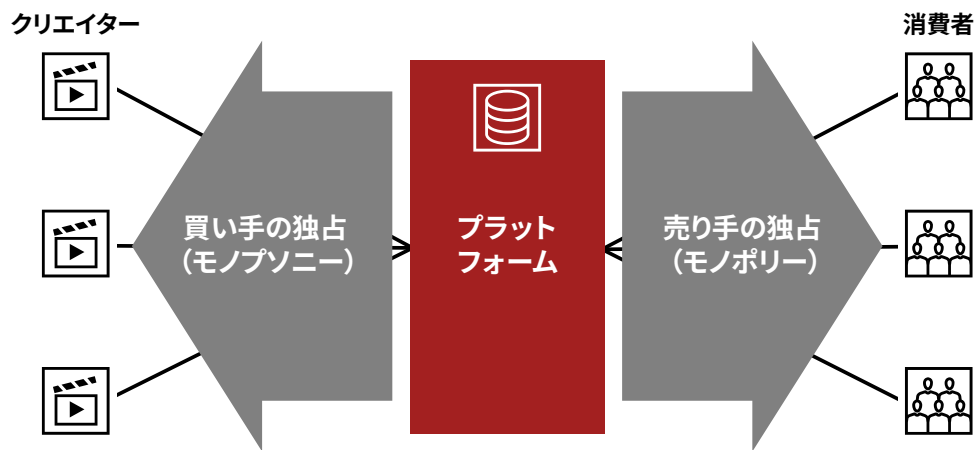 クリエイター
消費者
買い手の独占
（モノプソニー）
プラット
フォーム
売り手の独占
（モノポリー）